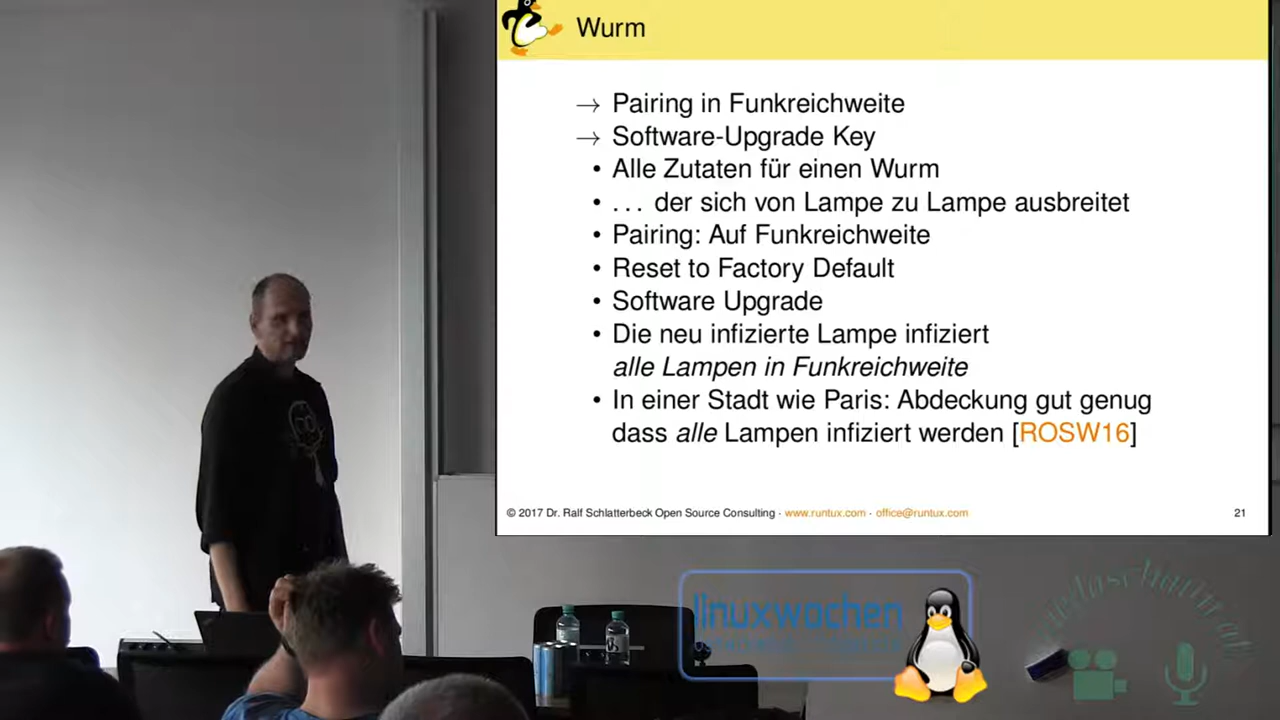 Wurm
→ Pairing in Funkreichweite
→ Software-Upgrade Key
• Alle Zutaten für einen Wurm
• . . . der sich von Lampe zu Lampe ausbreitet
• Pairing: Auf Funkreichweite
• Reset to Factory Default
• Software Upgrade
• Die neu infizierte Lampe infiziert
alle Lampen in Funkreichweite
• In einer Stadt wie Paris: Abdeckung gut genug
dass alle Lampen infiziert werden [ROSW16]
© 2017 Dr. Ralf Schlatterbeck Open Source Consulting · www.runtux.com · office@runtux.com
21
linuxwochen